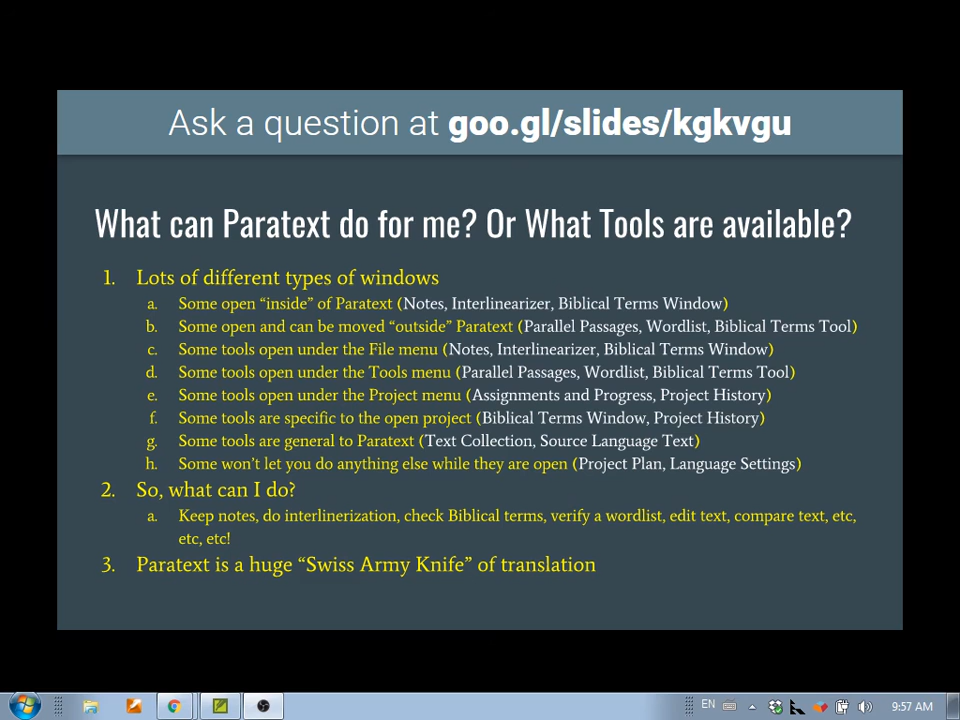 Ask a question at goo.gl/slides/kgkvgu
What can Paratext do for me? Or What Tools are available?
1. Lots of different types of windows
a. Some open “inside” of Paratext (Notes, Interlinearizer, Biblical Terms Window)
b. Some open and can be moved “outside” Paratext (Parallel Passages, Wordlist, Biblical Terms Tool)
c. Some tools open under the File menu (Notes, Interlinearizer, Biblical Terms Window)
d. Some tools open under the Tools menu (Parallel Passages, Wordlist, Biblical Terms Tool)
e. Some tools open under the Project menu (Assignments and Progress, Project History)
f. Some tools are specific to the open project (Biblical Terms Window, Project History)
g. Some tools are general to Paratext (Text Collection, Source Language Text)
h. Some won’t let you do anything else while they are open (Project Plan, Language Settings)
2. So, what can I do?
a. Keep notes, do interlinerization, check Biblical terms, verify a wordlist, edit text, compare text, etc,
etc, etc!
3. Paratext is a huge “Swiss Army Knife” of translation
EN
9:57 AM